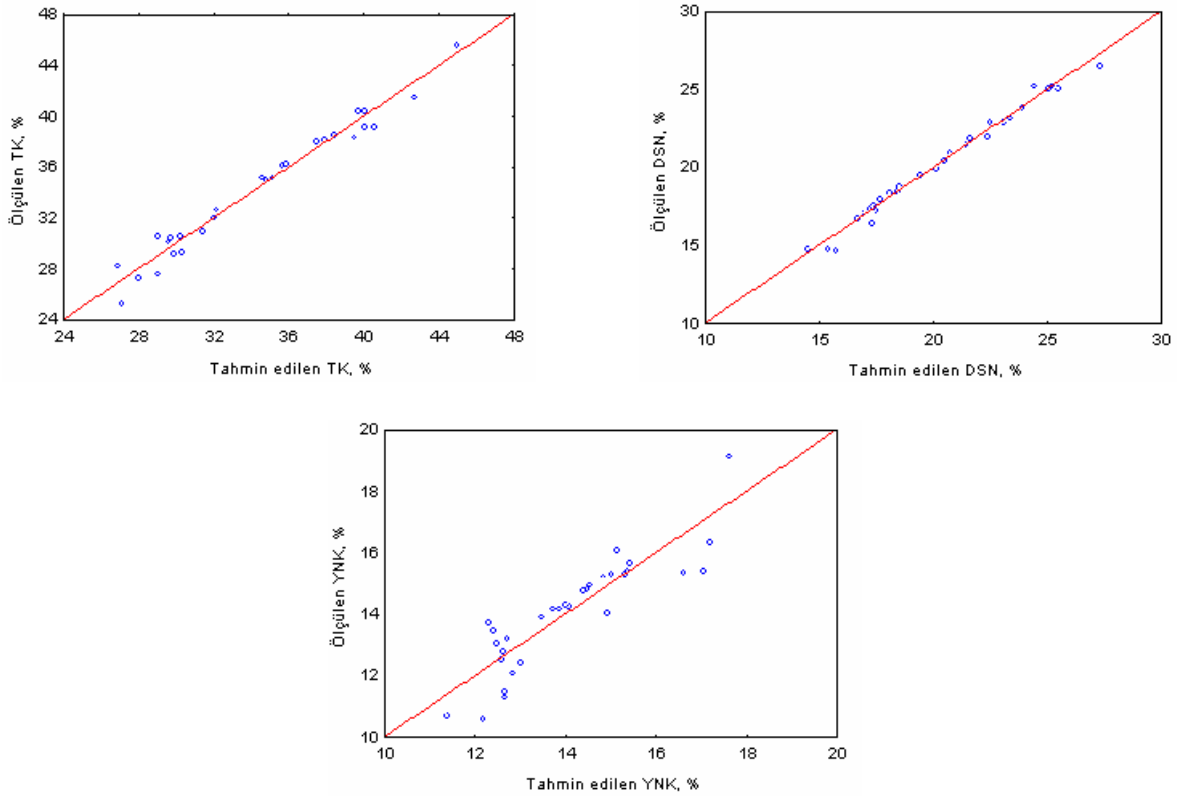 48
44
40
36
32
28
24
Ölçülen TK, %
24 28 32 36 40 44 48
Tahmin edilen TK, %
30
25
20
15
10
Ölçülen DSN, %
10 15 20 25 30
Tahmin edilen DSN, %
20
18
16
14
12
10
Ölçülen YNK, %
10 12 14 16 18 20
Tahmin edilen YNK, %